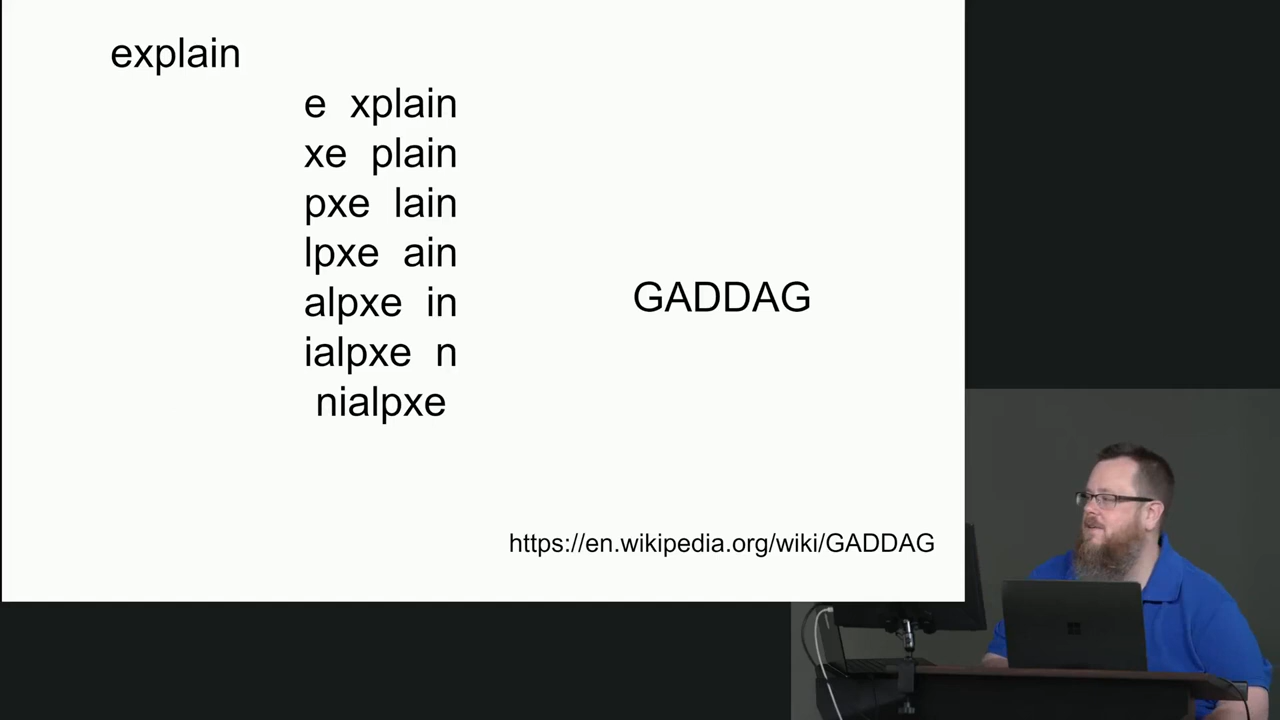 explain
e xplain
xe plain
pxe lain
lpxe ain
alpxe in
ialpxe n
nialpxe
GADDAG
https://en.wikipedia.org/wiki/GADDAG